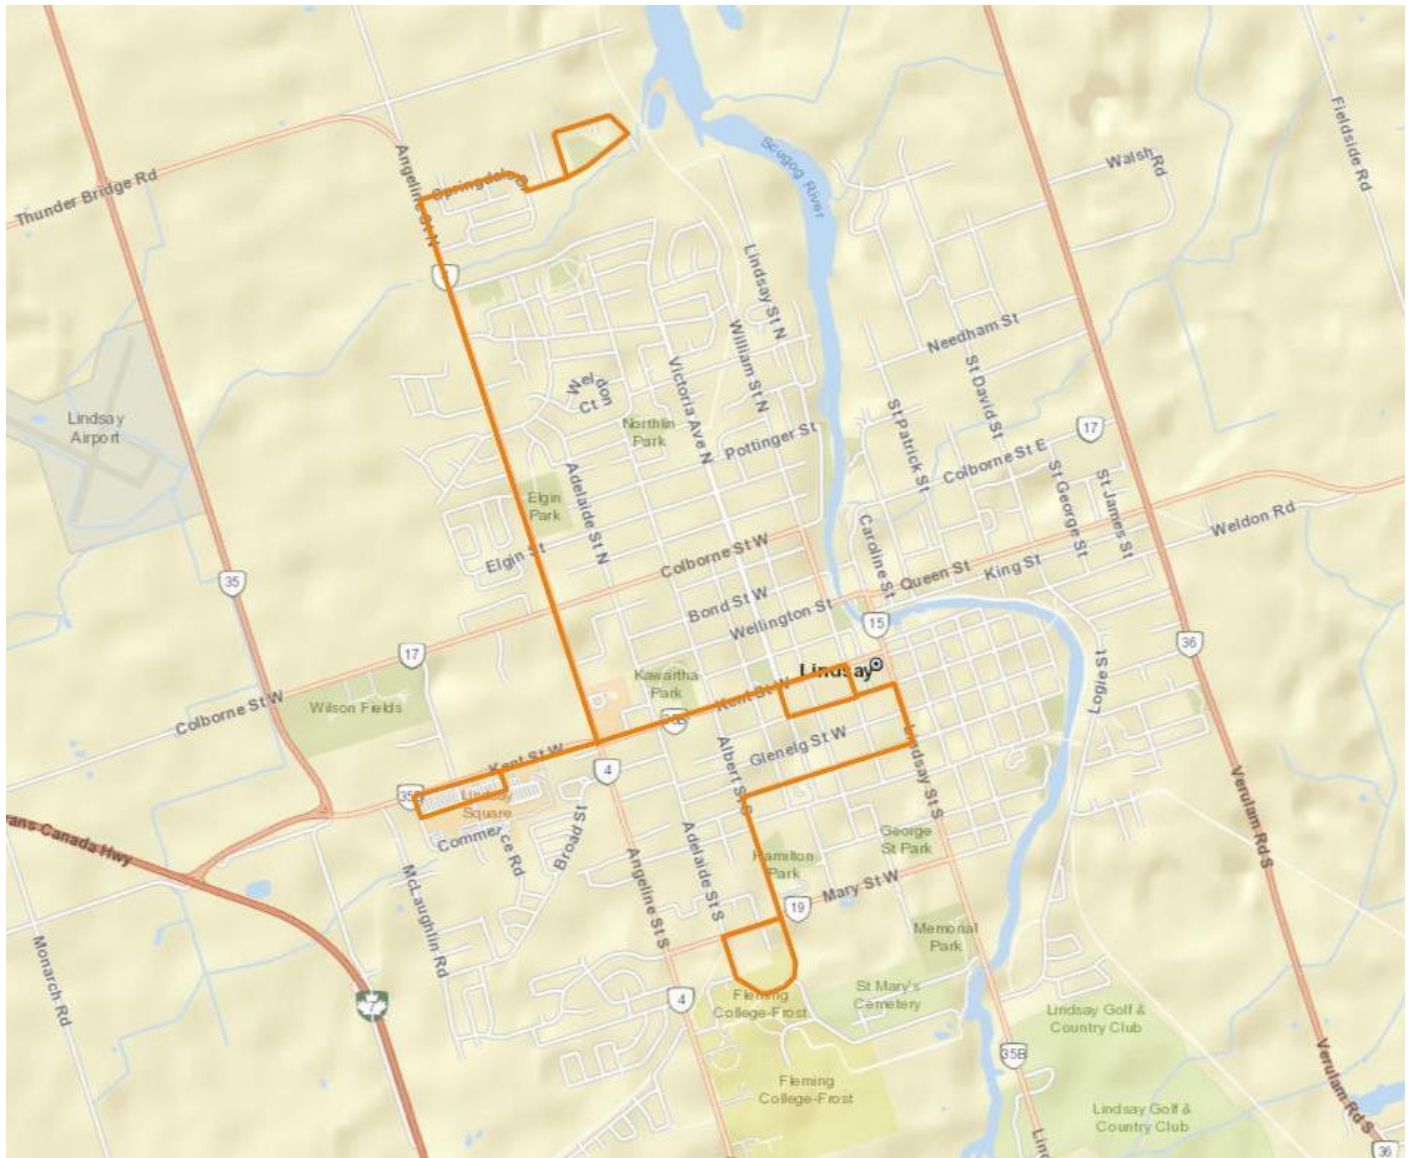 Fieldside Rd
Scugog River
Walsh
Rd
Angeline St N
Thunder Bridge Rd
Springdale
Lindsay St N
Needham St
William St N
Victoria Ave N
St David St
Weldon
Ct
Lindsay
Airport
Northlin
Park
St Patrick St
17
Pottinger St
Colborne St E
St George St
St James St
Adelaide St N
Elgin
Park
Weldon Rd
Caroline St
Elgin St
Colborne St W
Queen St
King St
35
Bond St W
Wellington St
15
36
17
Lindsay
Kawartha
Park
Logie St
Colborne St W
Wilson Fields
Kent St W
Albert St S
Glenelg St W
Lindsay St S
Kent St W
4
Lindsay
Square
Commerce Rd
Broad St
ans Canada Hwy
Verulam Rd S
George
St Park
Hamilton
Park
Adelaide St S
Angeline St S
Mary St W
19
McLaughlin Rd
Memorial
Park
Monarch Rd
7
4
Fleming
College-Frost
St Mary's
Cemetery
Lindsay Golf &
Country Club
35B
Fleming
College-Frost
Verulam Rd S
Lindsay Golf &
Country Club
Lind
36